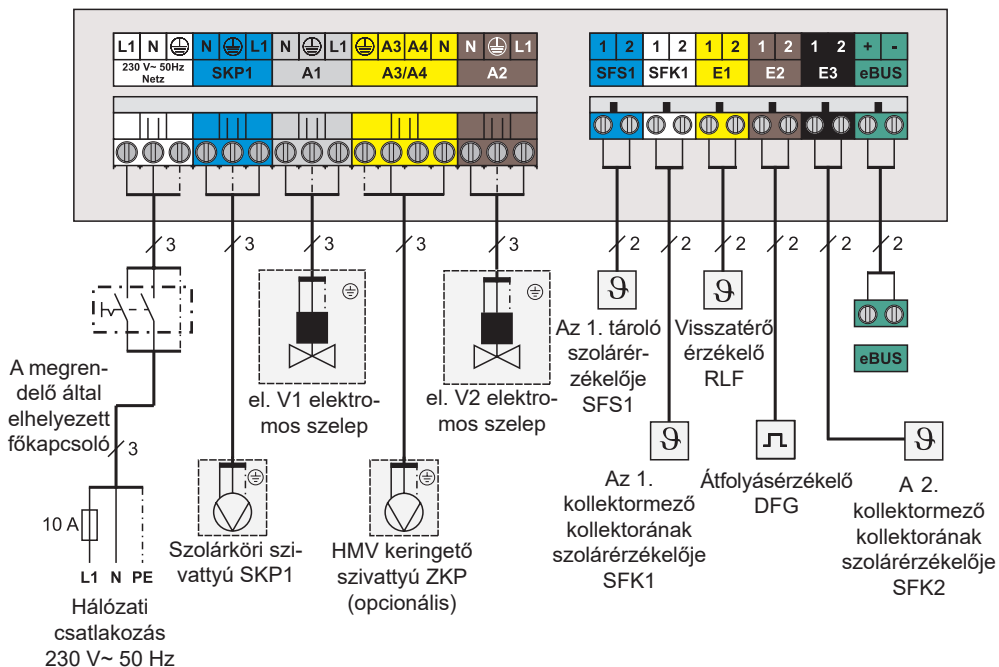 L1 N N L1 N L1 A3 A4 N N L1
230 V~ 50Hz
Netz
SKP1 A1 A3/A4 A2
1 2 1 2 1 2 1 2 1 2 + -
SFS1 SFK1 E1 E2 E3 eBUS
3 3 3 3 3 2 2 2 2 2 2
A megren-
delő által
elhelyezett
főkapcsoló
3
10 A
L1 N PE
Hálózati
csatlakozás
230 V~ 50 Hz
Szolárköri szi-
vattyú SKP1
el. V1 elektro-
mos szelep
HMV keringető
szivattyú ZKP
(opcionális)
el. V2 elektro-
mos szelep
ϑ
Az 1. tároló
szolárér-
zékelője
SFS1
ϑ
Az 1.
kollektormező
kollektorának
szolárérzékelője
SFK1
ϑ
Visszatérő
érzékelő
RLF
Átfolyásérzékelő
DFG
ϑ
A 2.
kollektormező
kollektorának
szolárérzékelője
SFK2
eBUS